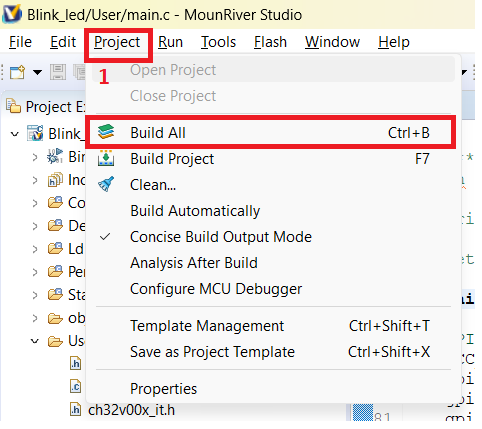 Blink_led/User/main.c - MounRiver Studio
File Edit Project Run Tools Flash Window Help
1
Open Project
Close Project
Project Ex
Blink_
Build All Ctrl+B
Bin
Build Project F7
Inc
Clean...
Co
Build Automatically
De
Concise Build Output Mode
Ld
Analysis After Build
Per
Configure MCU Debugger
Sta
ob
Template Management Ctrl+Shift+T
Use
Save as Project Template Ctrl+Shift+X
.h
.c
Properties
.h ch32v00x_it.h
81 gpi